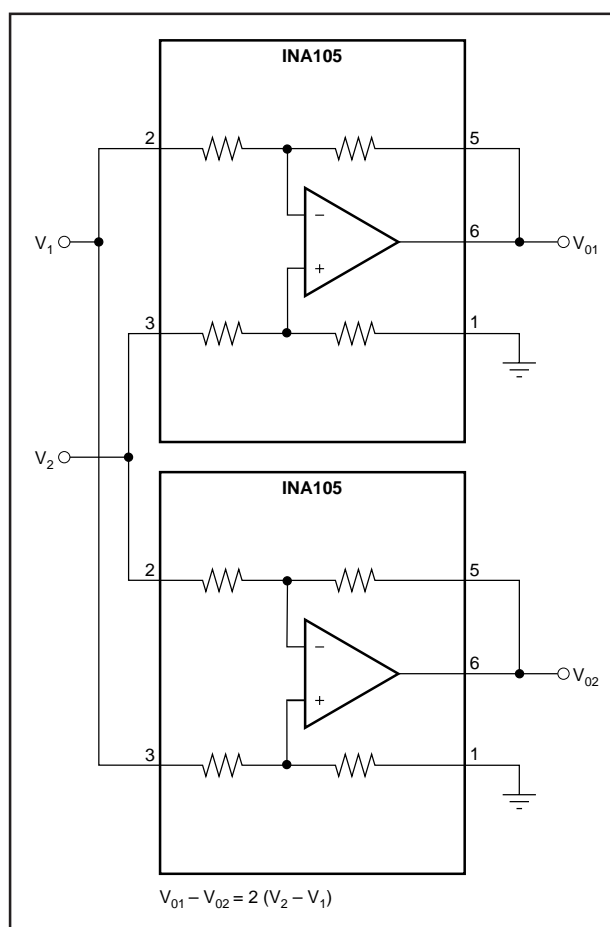 INA105
2
5
−
V₁
6
V₀₁
+
3
1
V₂
INA105
2
5
−
6
V₀₂
+
3
1
V₀₁ – V₀₂ = 2 (V₂ – V₁)